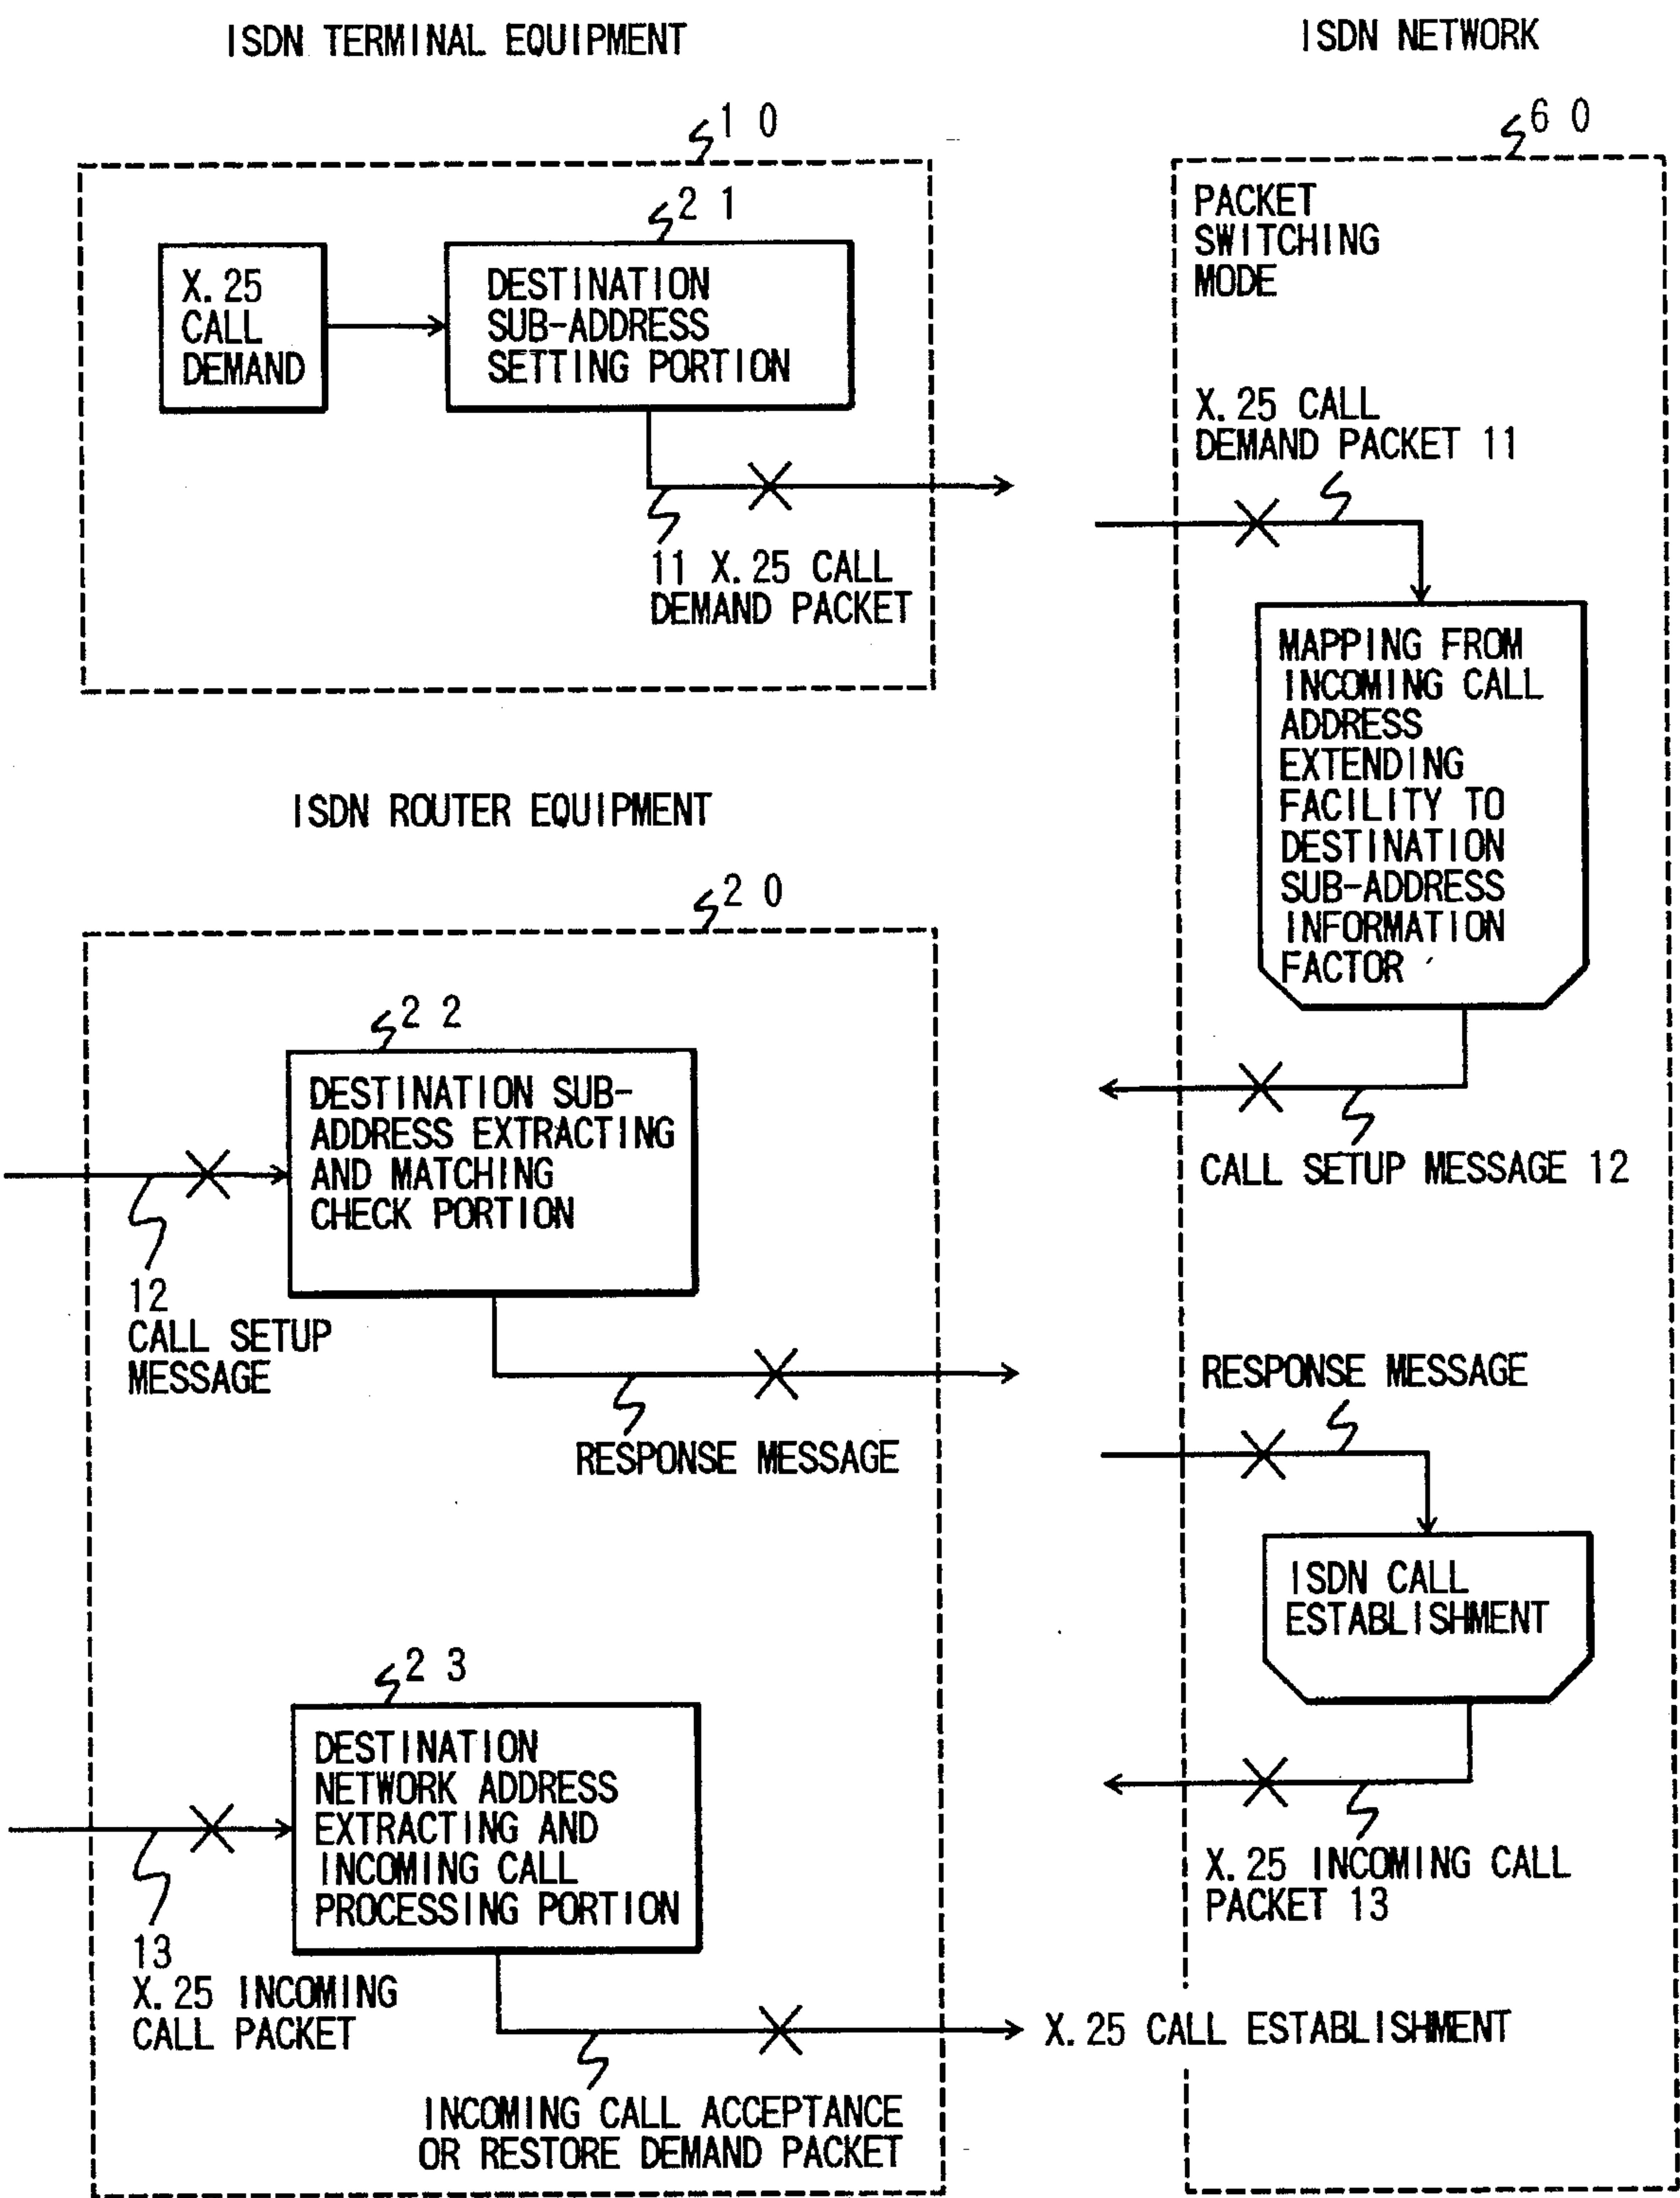 ISDN TERMINAL EQUIPMENT
10
X.25
CALL
DEMAND
21
DESTINATION
SUB-ADDRESS
SETTING PORTION
11 X.25 CALL
DEMAND PACKET
ISDN ROUTER EQUIPMENT
20
22
DESTINATION SUB-
ADDRESS EXTRACTING
AND MATCHING
CHECK PORTION
12
CALL SETUP
MESSAGE
RESPONSE MESSAGE
23
DESTINATION
NETWORK ADDRESS
EXTRACTING AND
INCOMING CALL
PROCESSING PORTION
13
X.25 INCOMING
CALL PACKET
INCOMING CALL ACCEPTANCE
OR RESTORE DEMAND PACKET
X.25 CALL ESTABLISHMENT
ISDN NETWORK
60
PACKET
SWITCHING
MODE
X.25 CALL
DEMAND PACKET 11
MAPPING FROM
INCOMING CALL
ADDRESS
EXTENDING
FACILITY TO
DESTINATION
SUB-ADDRESS
INFORMATION
FACTOR
CALL SETUP MESSAGE 12
RESPONSE MESSAGE
ISDN CALL
ESTABLISHMENT
X.25 INCOMING CALL
PACKET 13